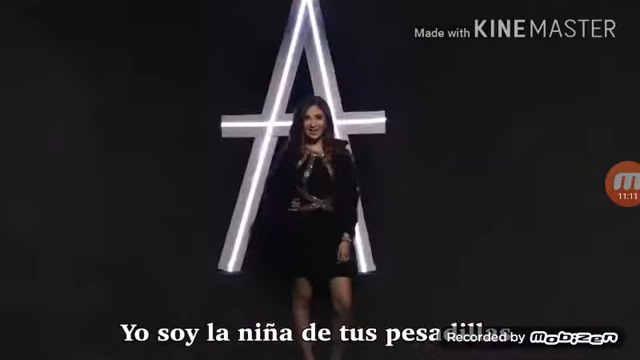 Made with KINEMASTER
A
11:11
Yo soy la niña de tus pesadillas
Recorded by mobizen